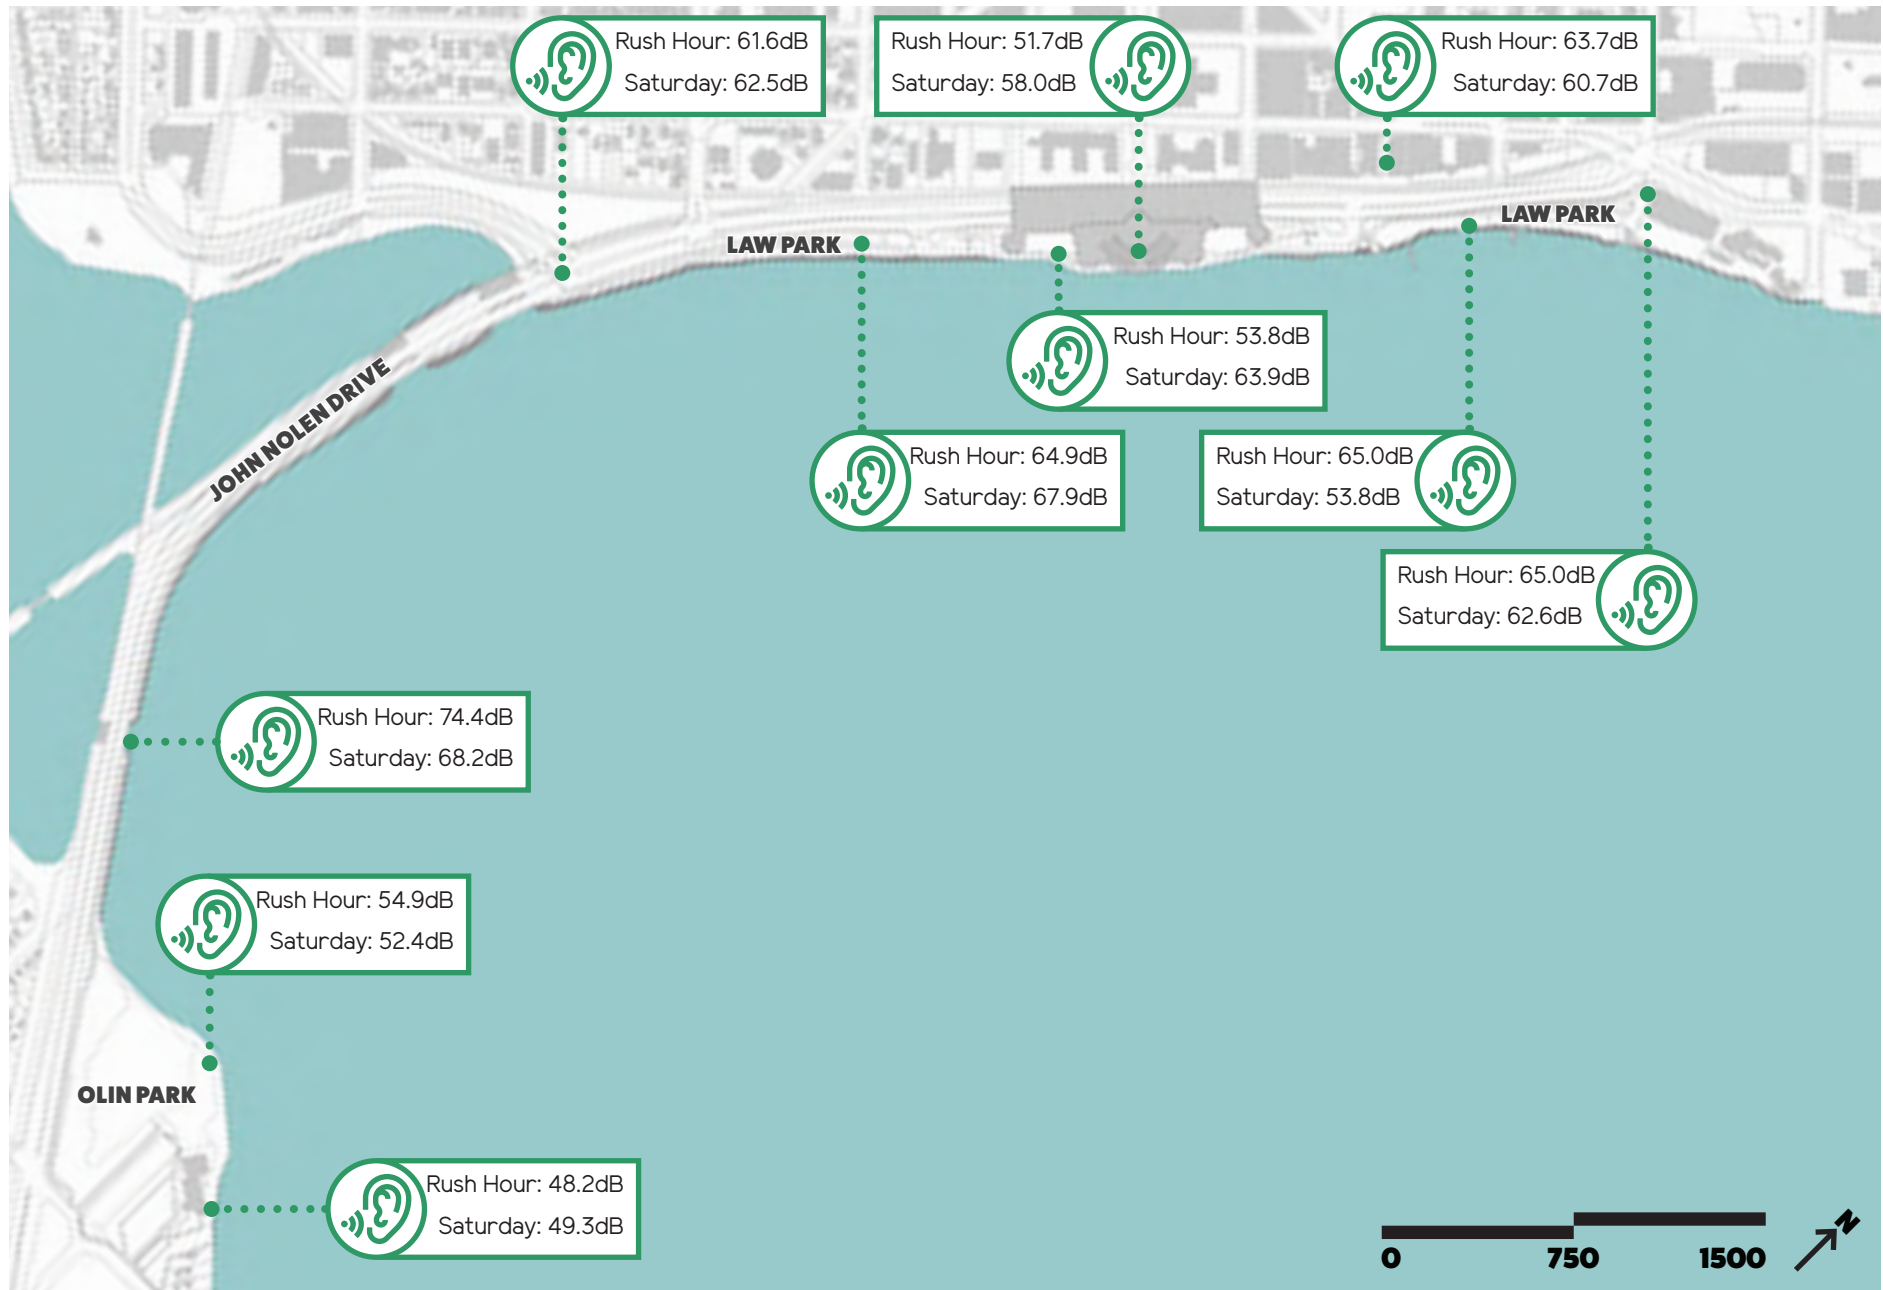 Rush Hour: 61.6dB
Saturday: 62.5dB
Rush Hour: 51.7dB
Saturday: 58.0dB
Rush Hour: 63.7dB
Saturday: 60.7dB
LAW PARK
LAW PARK
Rush Hour: 53.8dB
Saturday: 63.9dB
JOHN NOLEN DRIVE
Rush Hour: 64.9dB
Saturday: 67.9dB
Rush Hour: 65.0dB
Saturday: 53.8dB
Rush Hour: 65.0dB
Saturday: 62.6dB
Rush Hour: 74.4dB
Saturday: 68.2dB
Rush Hour: 54.9dB
Saturday: 52.4dB
OLIN PARK
Rush Hour: 48.2dB
Saturday: 49.3dB
0 750 1500
N